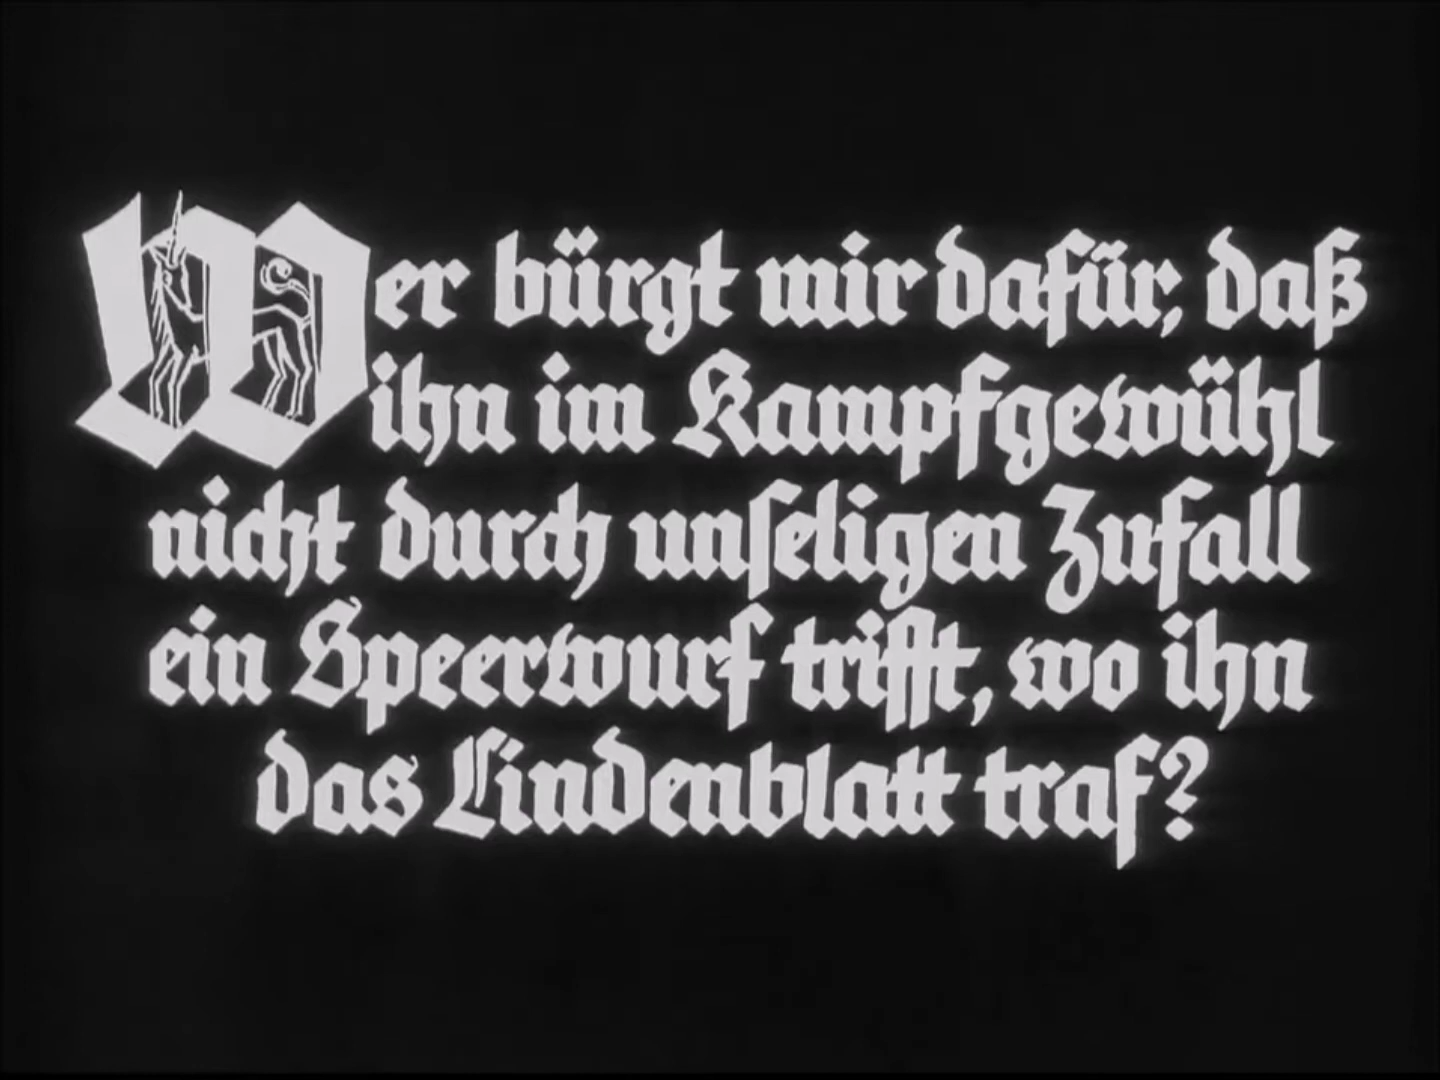 Wer bürgt mir dafür, daß
ihn im Kampfgewühl
nicht durch unſeligen Zufall
ein Speerwurf trifft, wo ihn
das Lindenblatt traf?